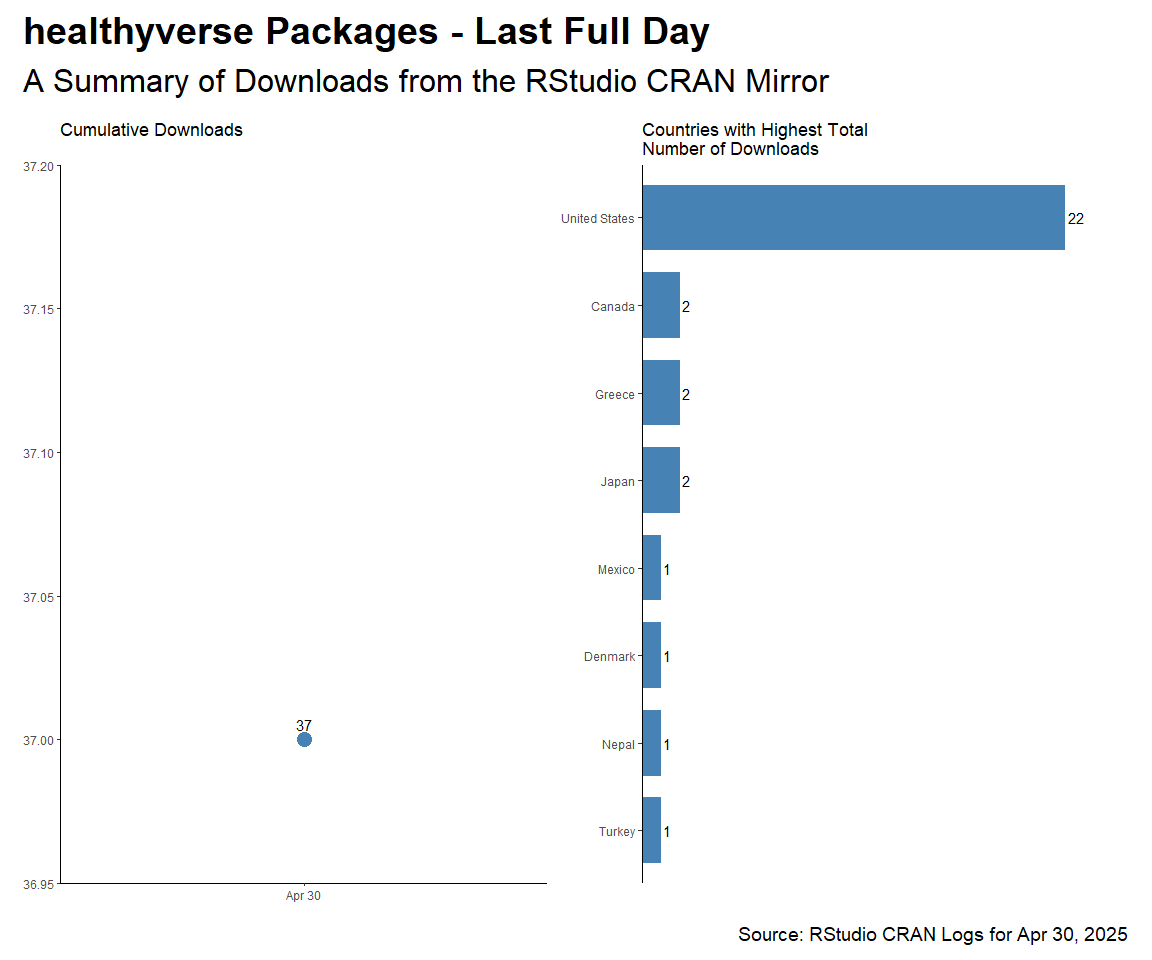 healthyverse Packages - Last Full Day
A Summary of Downloads from the RStudio CRAN Mirror
Cumulative Downloads
37.20
37.15
37.10
37.05
37.00
36.95
37
Apr 30
Countries with Highest Total
Number of Downloads
United States 22
Canada 2
Greece 2
Japan 2
Mexico 1
Denmark 1
Nepal 1
Turkey 1
Source: RStudio CRAN Logs for Apr 30, 2025